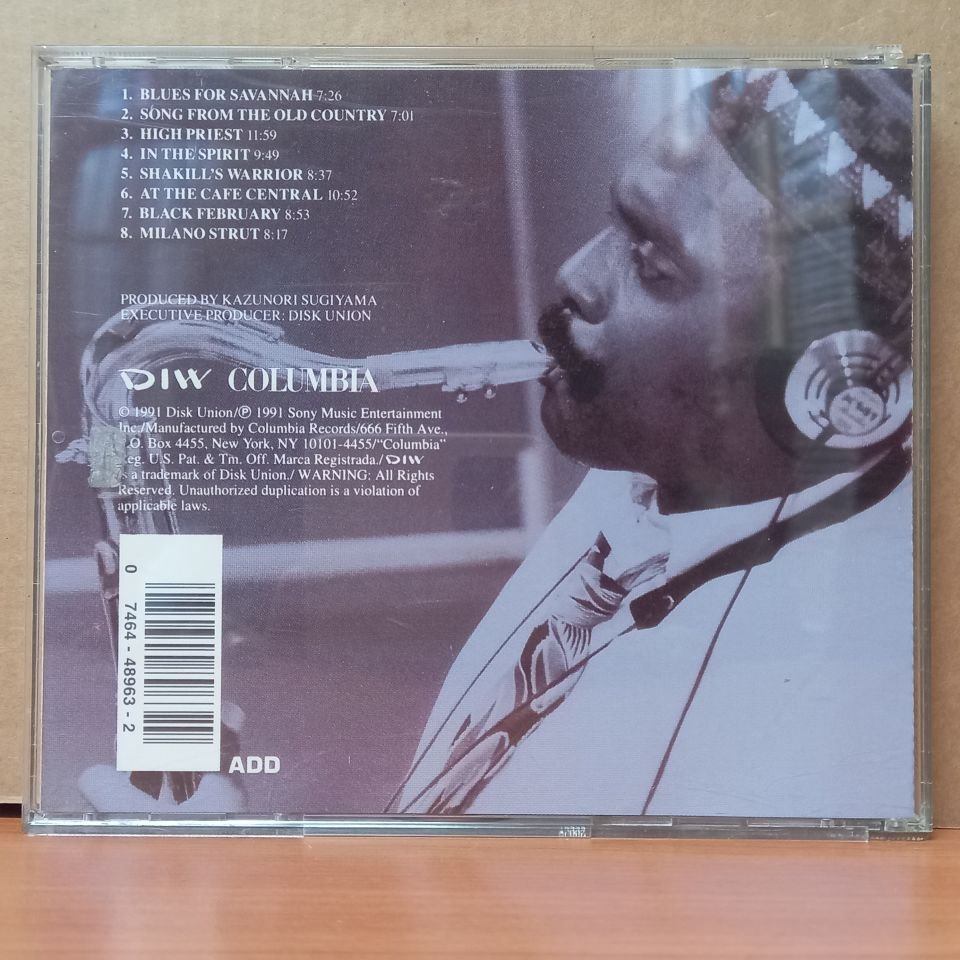 1. BLUES FOR SAVANNAH 7:26
2. SONG FROM THE OLD COUNTRY 7:01
3. HIGH PRIEST 11:59
4. IN THE SPIRIT 9:49
5. SHAKILL'S WARRIOR 8:37
6. AT THE CAFE CENTRAL 10:52
7. BLACK FEBRUARY 8:53
8. MILANO STRUT 8:17
PRODUCED BY KAZUNORI SUGIYAMA
EXECUTIVE PRODUCER: DISK UNION
DIW COLUMBIA
© 1991 Disk Union/℗ 1991 Sony Music Entertainment
Inc./Manufactured by Columbia Records/666 Fifth Ave.,
P.O. Box 4455, New York, NY 10101-4455/"Columbia"
Reg. U.S. Pat. & Tm. Off. Marca Registrada./DIW
is a trademark of Disk Union./ WARNING: All Rights
Reserved. Unauthorized duplication is a violation of
applicable laws.
0 7464-48963-2
ADD